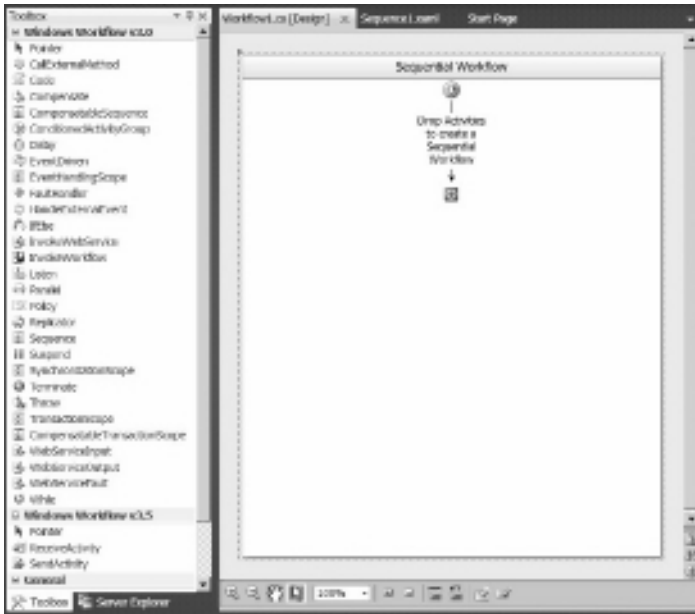 Toolbox
Windows Workflow v3.0
Pointer
CallExternalMethod
Code
Compensate
CompensatableSequence
ConditionedActivityGroup
Delay
EventDriven
EventHandlingScope
FaultHandler
HandleExternalEvent
IfElse
InvokeWebService
InvokeWorkflow
Listen
Parallel
Policy
Replicator
Sequence
Suspend
SynchronizationScope
Terminate
Throw
TransactionScope
CompensatableTransactionScope
WebServiceInput
WebServiceOutput
WebServiceFault
While
Windows Workflow v3.5
Pointer
ReceiveActivity
SendActivity
General
Toolbox Server Explorer
Workflow1.cs [Design] Sequence1.xaml Start Page
Sequential Workflow
Drop Activities
to create a
Sequential
Workflow
100%